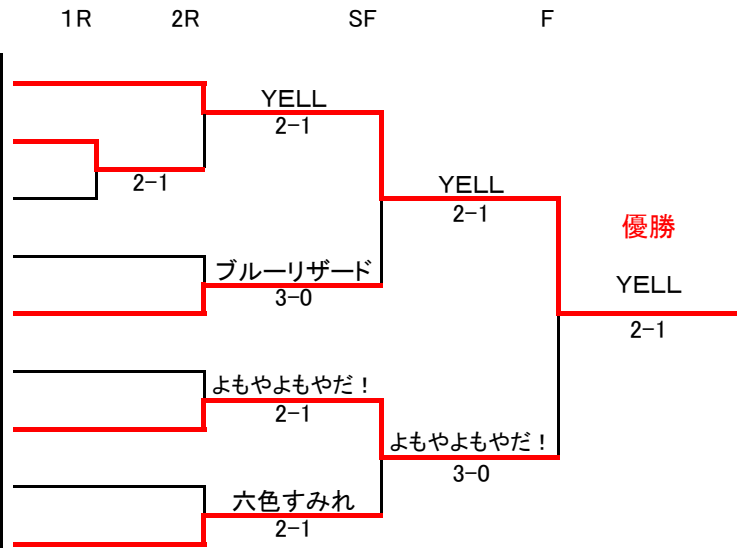 1R 2R SF F
YELL
2-1
2-1
YELL
2-1
優勝
ブルーリザード
3-0
YELL
2-1
よもやよもやだ！
2-1
よもやよもやだ！
3-0
六色すみれ
2-1